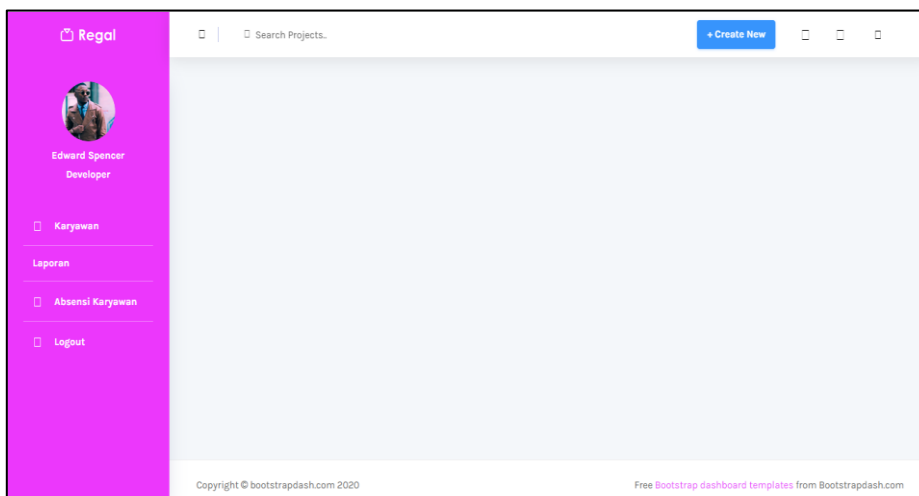 Regal
Search Projects..
+ Create New
Edward Spencer
Developer
Karyawan
Laporan
Absensi Karyawan
Logout
Copyright © bootstrapdash.com 2020
Free Bootstrap dashboard templates from Bootstrapdash.com